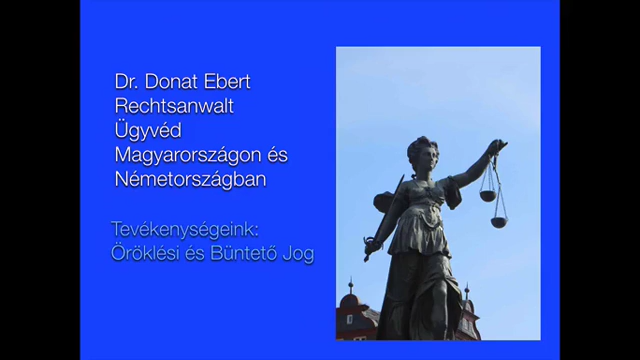 Dr. Donat Ebert
Rechtsanwalt
Ügyvéd
Magyarországon és
Németországban
Tevékenységeink:
Öröklési és Büntető Jog